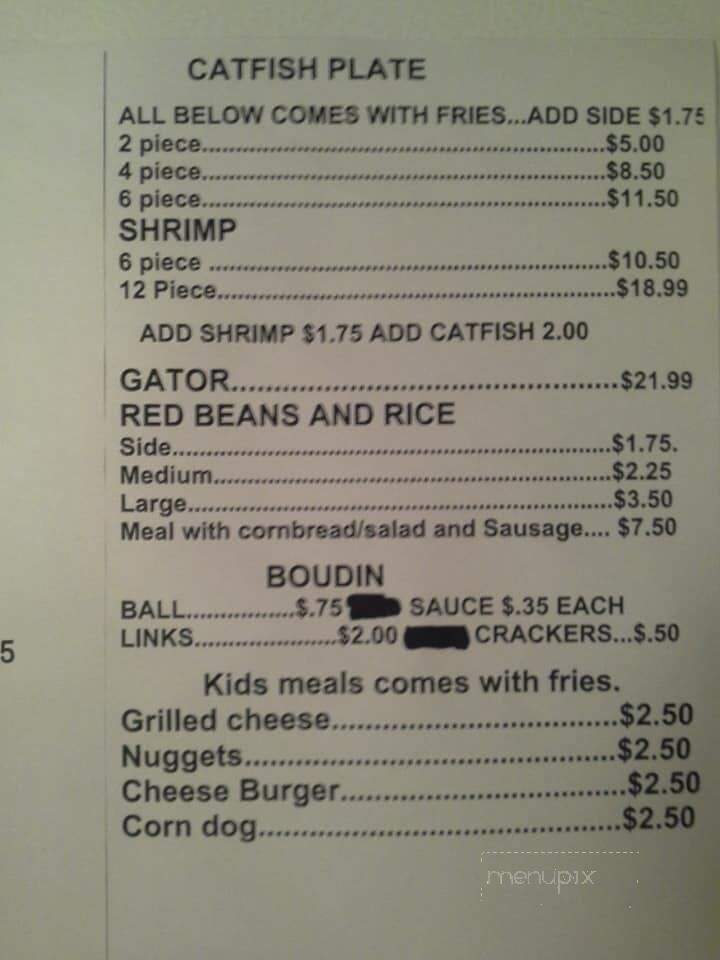 CATFISH PLATE
ALL BELOW COMES WITH FRIES...ADD SIDE $1.75
2 piece....................................................$5.00
4 piece....................................................$8.50
6 piece....................................................$11.50
SHRIMP
6 piece ...................................................$10.50
12 Piece...................................................$18.99
ADD SHRIMP $1.75 ADD CATFISH 2.00
GATOR..........................................$21.99
RED BEANS AND RICE
Side........................................................$1.75.
Medium...................................................$2.25
Large......................................................$3.50
Meal with cornbread/salad and Sausage.... $7.50
BOUDIN
BALL..............$.75 SAUCE $.35 EACH
LINKS...................$2.00 CRACKERS...$.50
5
Kids meals comes with fries.
Grilled cheese..................................$2.50
Nuggets............................................$2.50
Cheese Burger..................................$2.50
Corn dog...........................................$2.50
menupix